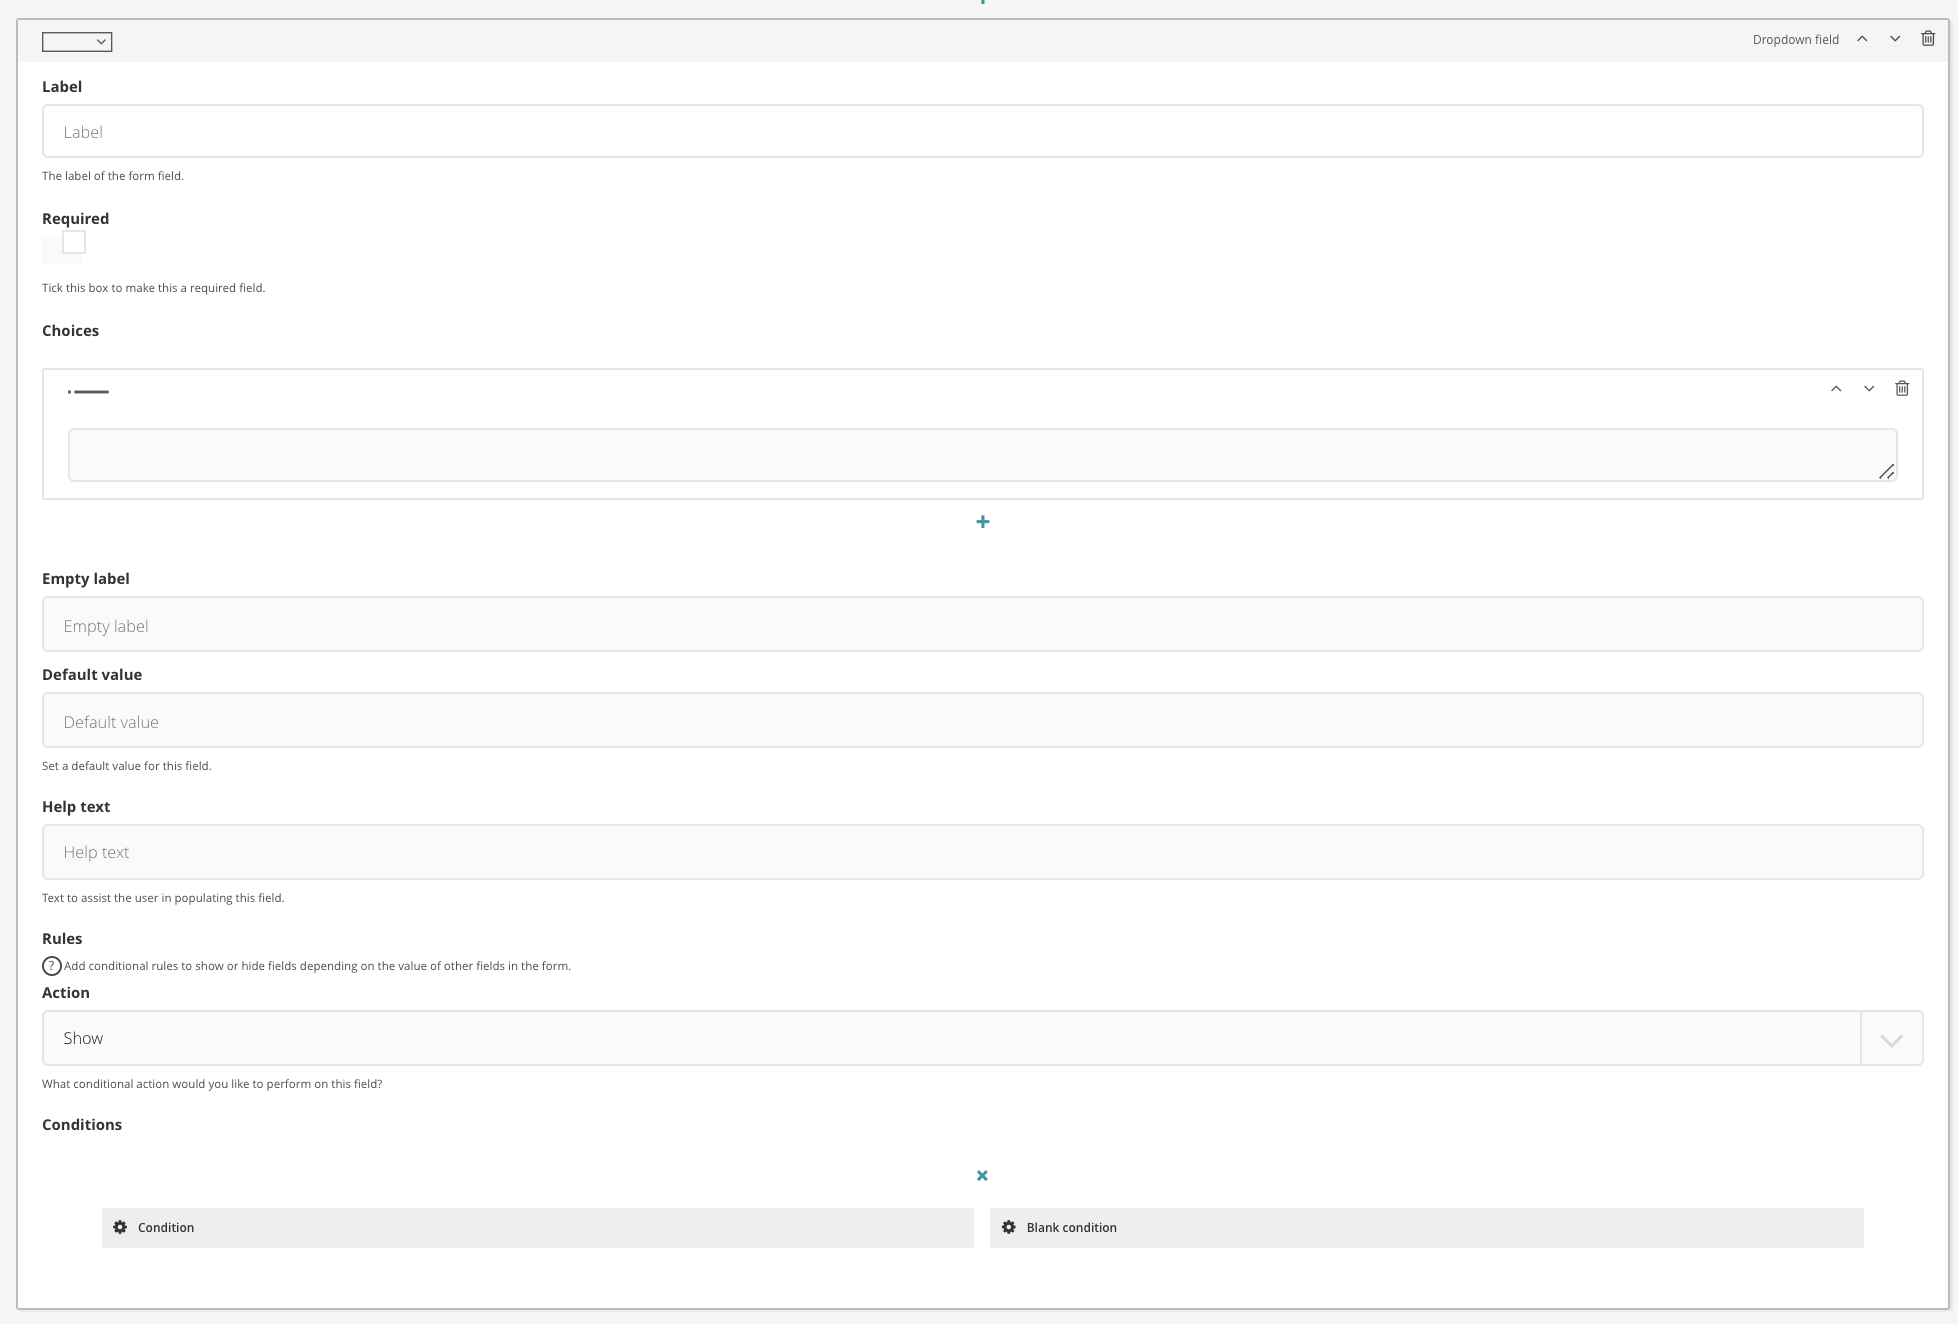 Dropdown field
Label
Label
The label of the form field.
Required
Tick this box to make this a required field.
Choices
Empty label
Empty label
Default value
Default value
Set a default value for this field.
Help text
Help text
Text to assist the user in populating this field.
Rules
? Add conditional rules to show or hide fields depending on the value of other fields in the form.
Action
Show
What conditional action would you like to perform on this field?
Conditions
Condition
Blank condition